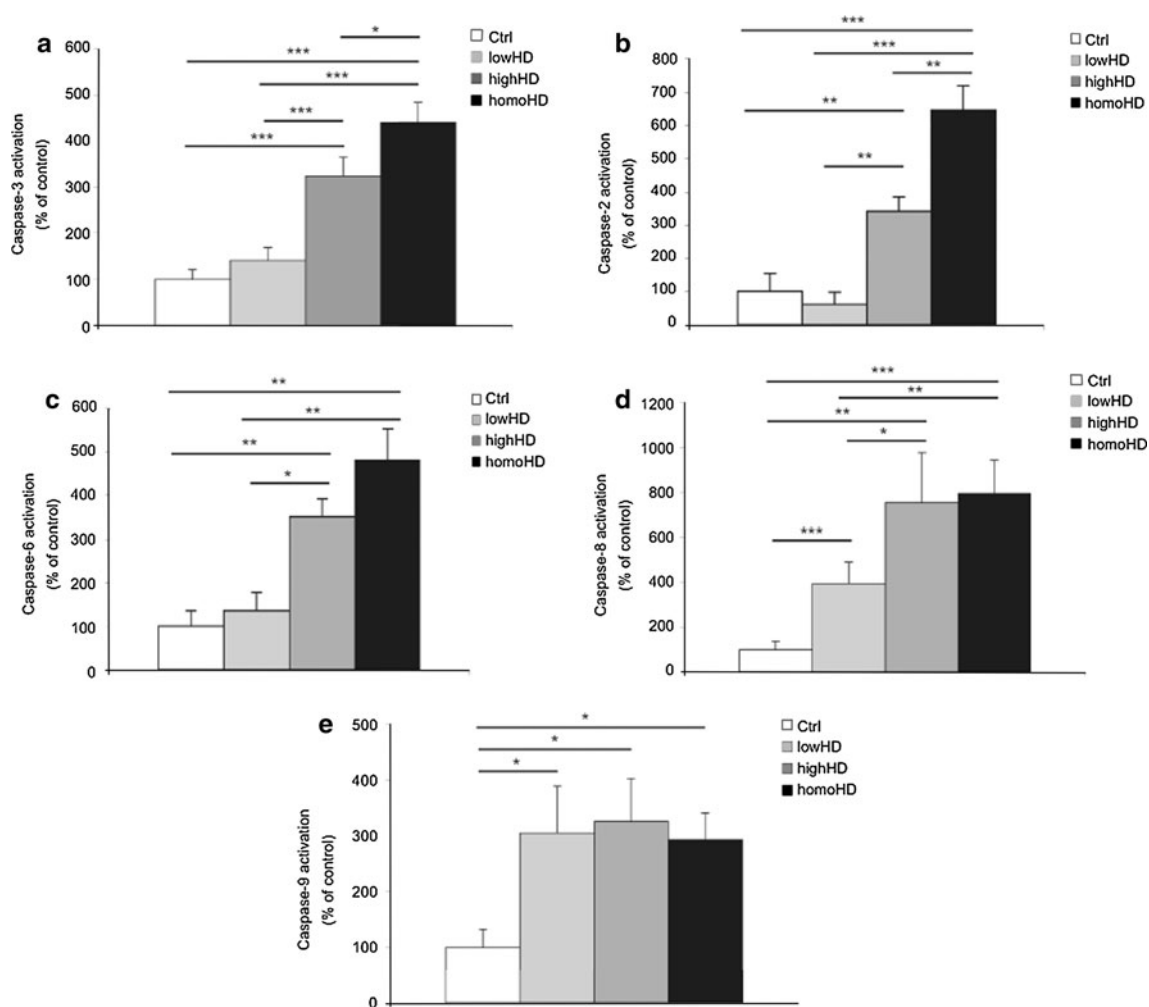 a
600
500
400
300
200
100
0
Caspase-3 activation
(% of control)
*
***
***
***
***
Ctrl
lowHD
highHD
homoHD
b
800
700
600
500
400
300
200
100
0
Caspase-2 activation
(% of control)
***
***
**
**
**
Ctrl
lowHD
highHD
homoHD
c
600
500
400
300
200
100
0
Caspase-6 activation
(% of control)
**
**
**
*
Ctrl
lowHD
highHD
homoHD
d
1200
1000
800
600
400
200
0
Caspase-8 activation
(% of control)
***
**
**
*
***
Ctrl
lowHD
highHD
homoHD
e
500
400
300
200
100
0
Caspase-9 activation
(% of control)
*
*
*
Ctrl
lowHD
highHD
homoHD